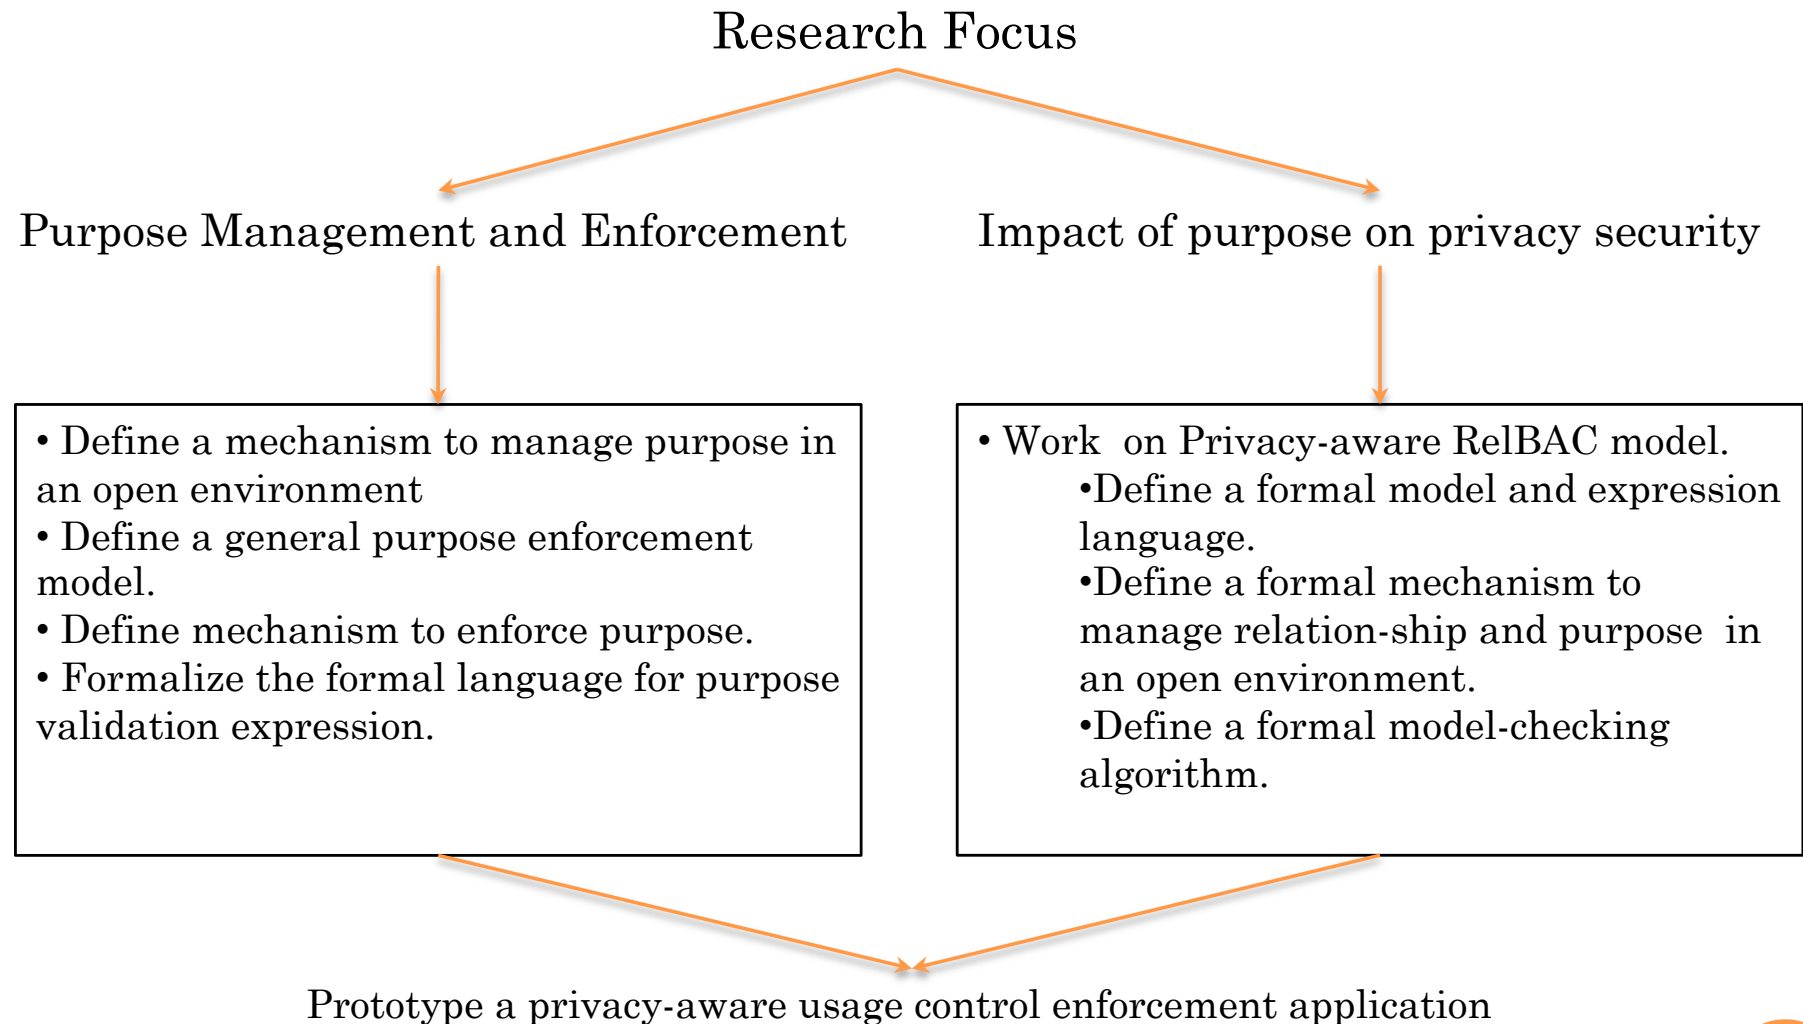 Research Focus
Purpose Management and Enforcement
Impact of purpose on privacy security
• Define a mechanism to manage purpose in
an open environment
• Define a general purpose enforcement
model.
• Define mechanism to enforce purpose.
• Formalize the formal language for purpose
validation expression.
• Work  on Privacy-aware RelBAC model.
•Define a formal model and expression
language.
•Define a formal mechanism to
manage relation-ship and purpose  in
an open environment.
•Define a formal model-checking
algorithm.
Prototype a privacy-aware usage control enforcement application